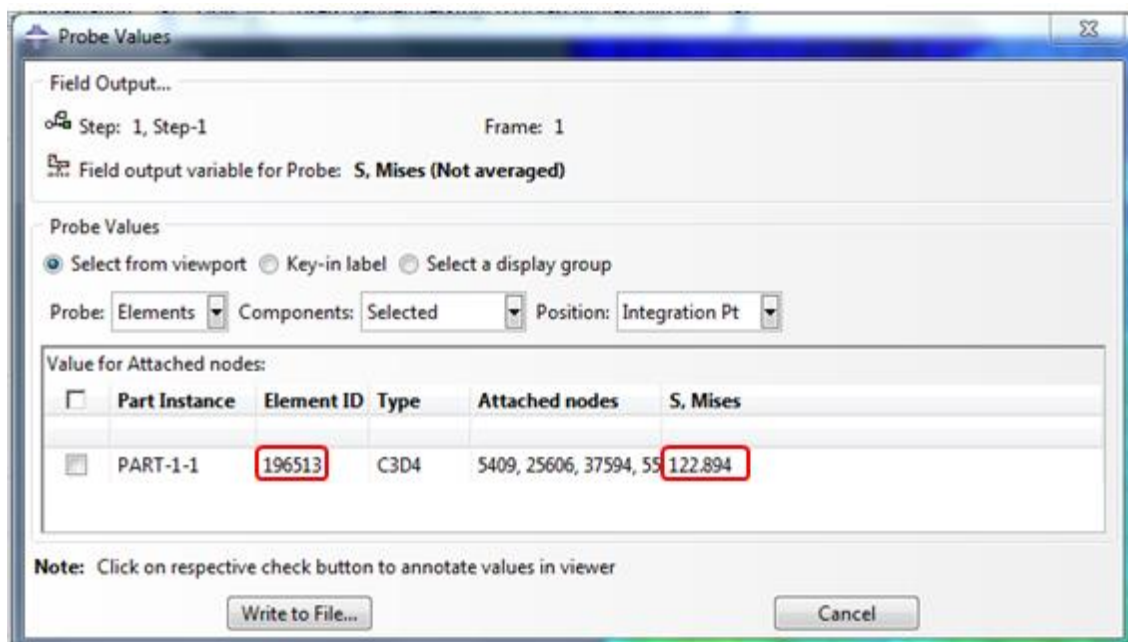 Probe Values
Field Output...
Step: 1, Step-1 Frame: 1
Field output variable for Probe: S, Mises (Not averaged)
Probe Values
Select from viewport Key-in label Select a display group
Probe: Elements Components: Selected Position: Integration Pt
Value for Attached nodes:
Part Instance Element ID Type Attached nodes S, Mises
PART-1-1 196513 C3D4 5409, 25606, 37594, 55 122.894
Note: Click on respective check button to annotate values in viewer
Write to File... Cancel